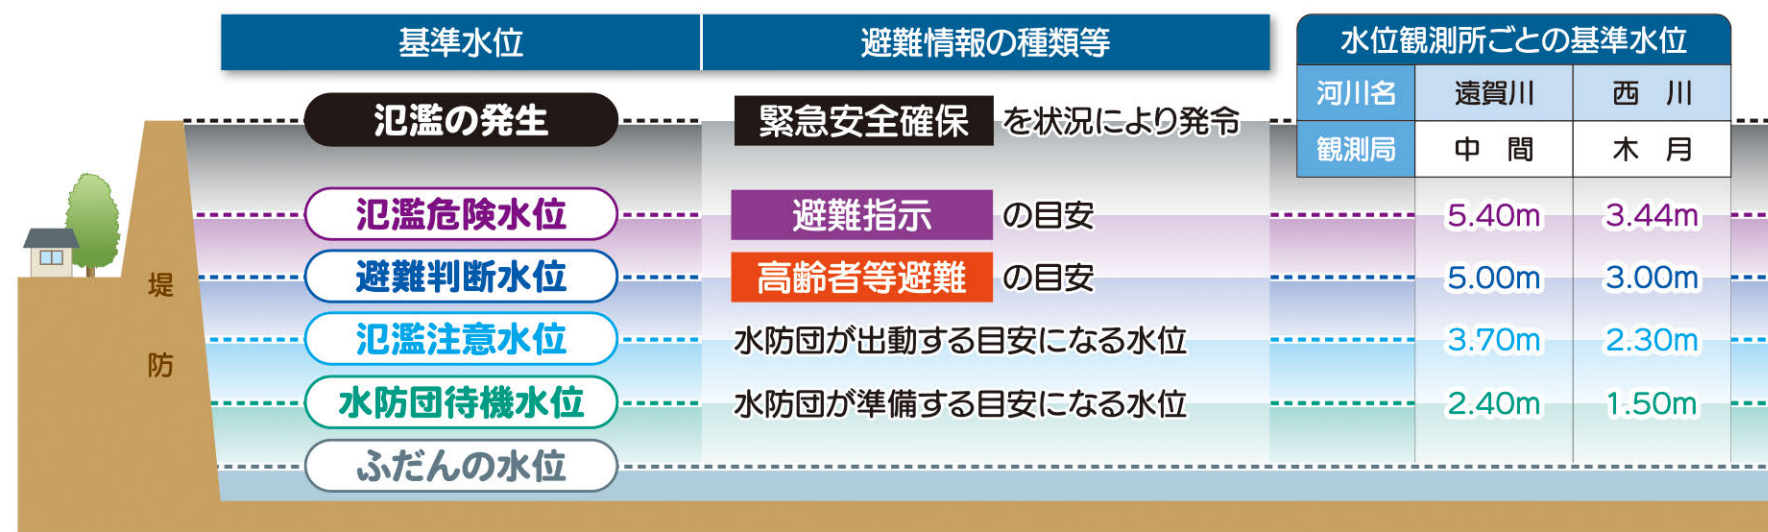 基準水位 避難情報の種類等 水位観測所ごとの基準水位
河川名 遠賀川 西 川
観測局 中 間 木 月
氾濫の発生 緊急安全確保 を状況により発令
氾濫危険水位 避難指示 の目安 5.40m 3.44m
避難判断水位 高齢者等避難 の目安 5.00m 3.00m
氾濫注意水位 水防団が出動する目安になる水位 3.70m 2.30m
水防団待機水位 水防団が準備する目安になる水位 2.40m 1.50m
ふだんの水位
堤防